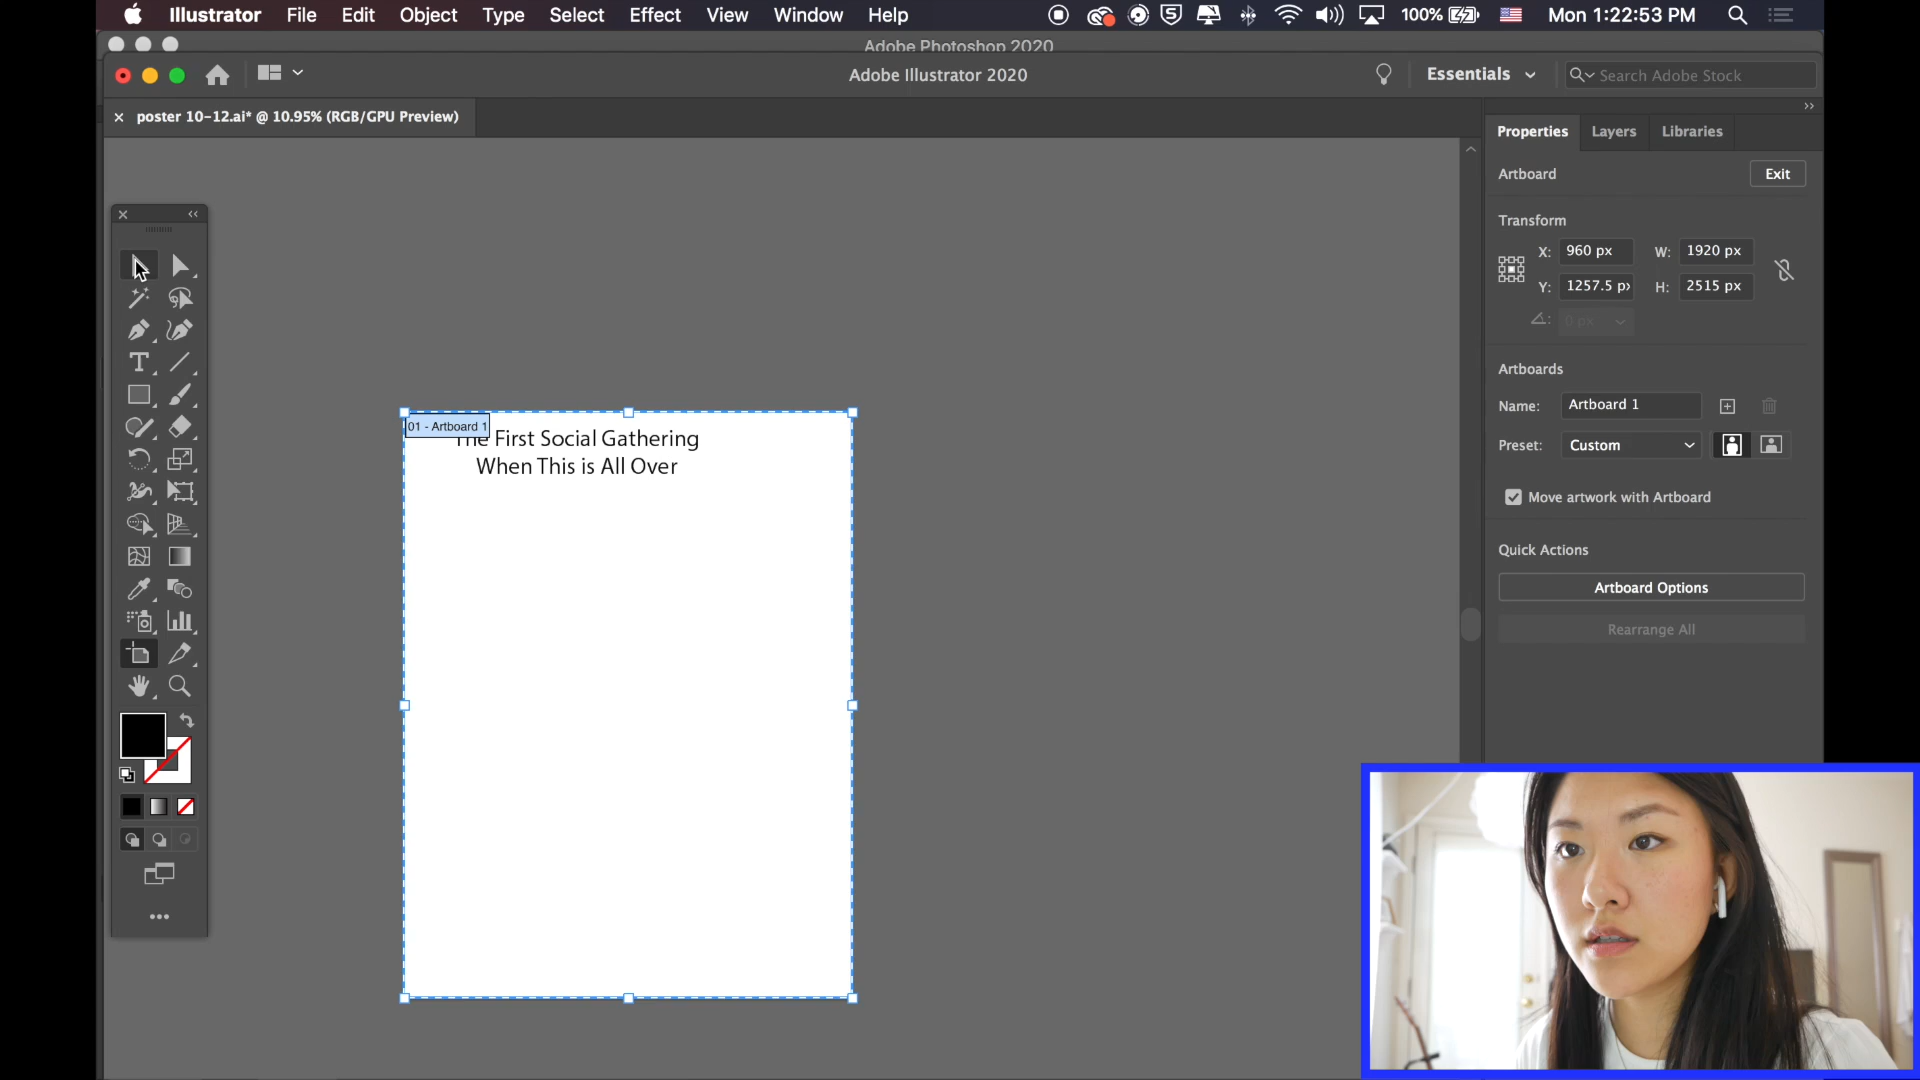 Illustrator File Edit Object Type Select Effect View Window Help 100% Mon 1:22:53 PM
Adobe Photoshop 2020
Adobe Illustrator 2020
Essentials
Search Adobe Stock
× poster 10-12.ai* @ 10.95% (RGB/GPU Preview)
Properties Layers Libraries
Artboard Exit
Transform
X: 960 px W: 1920 px
Y: 1257.5 px H: 2515 px
0 px
Artboards
Name: Artboard 1
Preset: Custom
Move artwork with Artboard
Quick Actions
Artboard Options
Rearrange All
01 - Artboard 1
The First Social Gathering
When This is All Over